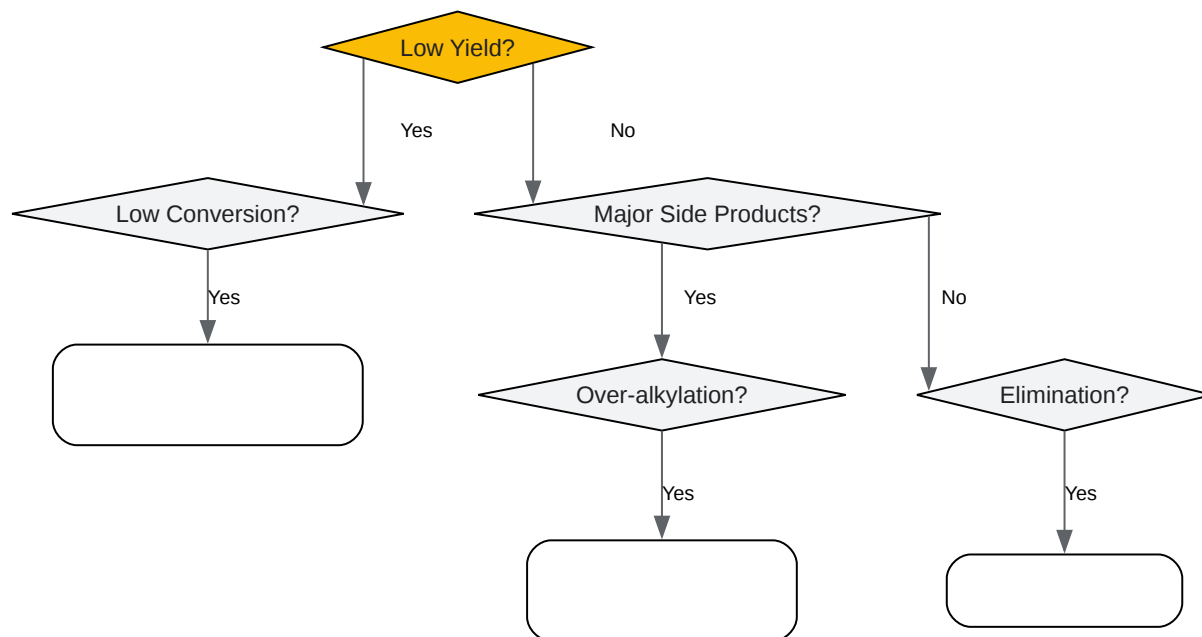 Low Yield?
Yes
No
Low Conversion?
Major Side Products?
Yes
Yes
No
Over-alkylation?
Elimination?
Yes
Yes